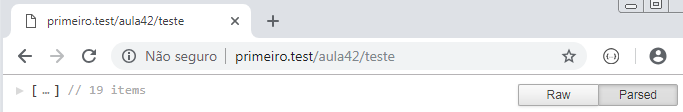 primeiro.test/aula42/teste
Não seguro primeiro.test/aula42/teste
[ … ] // 19 items
Raw Parsed